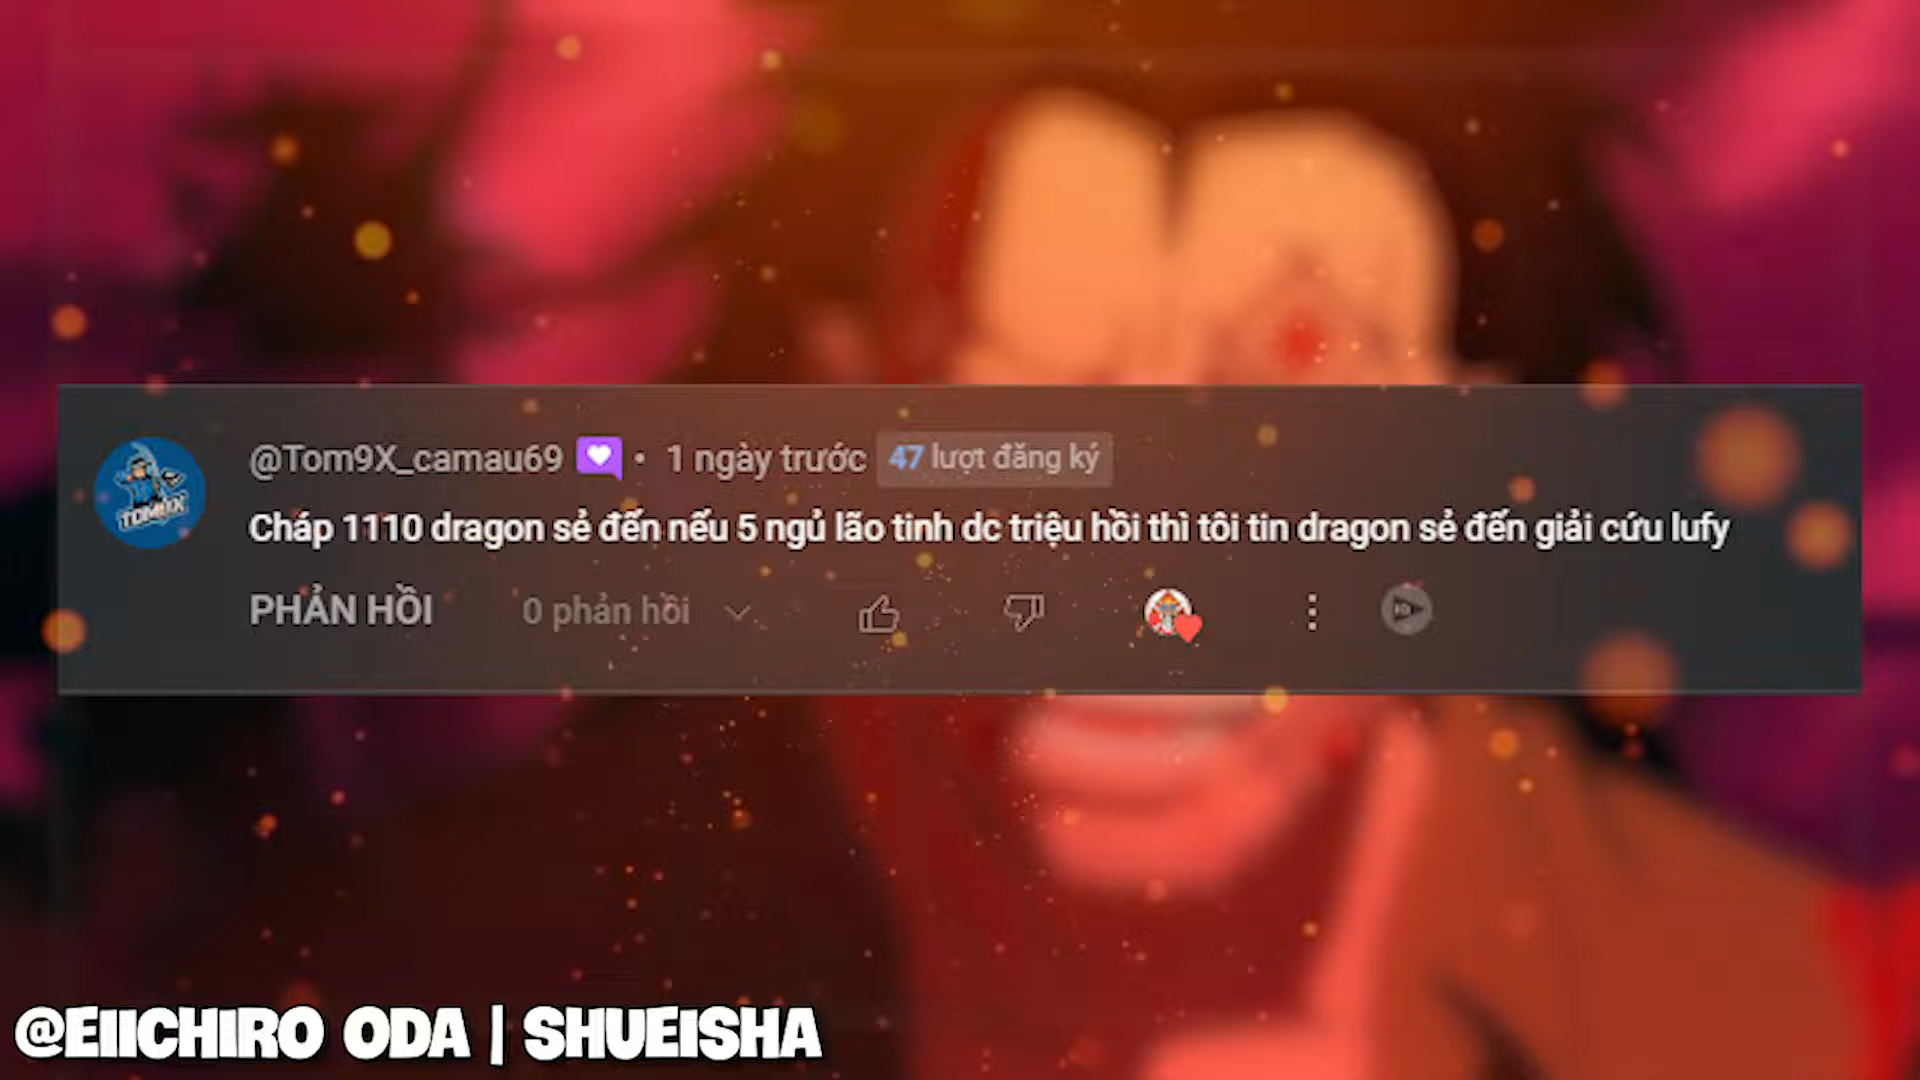 @Tom9X_camau69 • 1 ngày trước 47 lượt đăng ký
Cháp 1110 dragon sẻ đến nếu 5 ngủ lão tinh dc triệu hồi thì tôi tin dragon sẻ đến giải cứu lufy
PHẢN HỒI 0 phản hồi
TOM9X
@EIICHIRO ODA | SHUEISHA